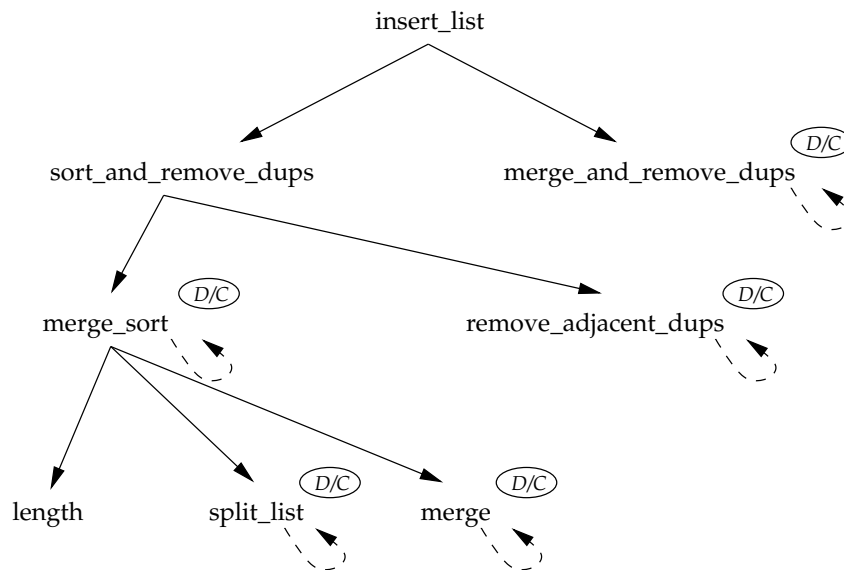 insert_list
D/C
sort_and_remove_dups
merge_and_remove_dups
D/C
D/C
merge_sort
remove_adjacent_dups
D/C
D/C
length
split_list
merge